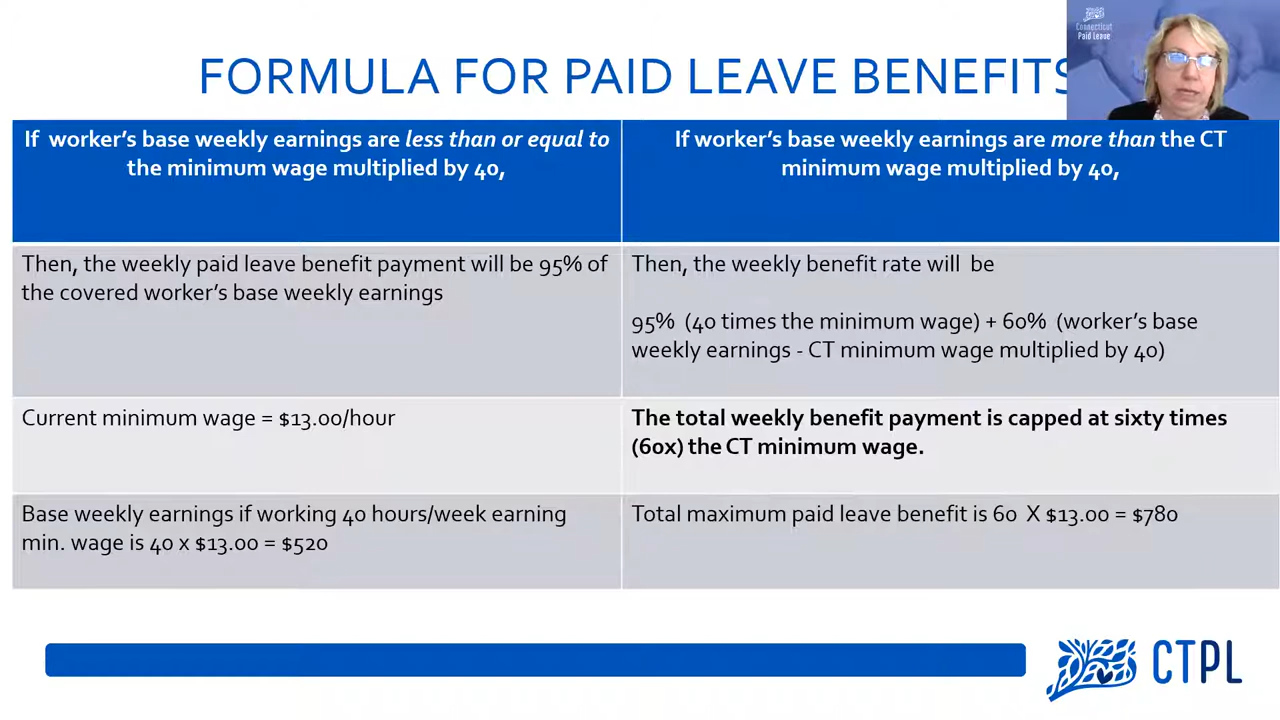 Connecticut
Paid Leave
FORMULA FOR PAID LEAVE BENEFITS
If worker's base weekly earnings are less than or equal to
the minimum wage multiplied by 40,
If worker's base weekly earnings are more than the CT
minimum wage multiplied by 40,
Then, the weekly paid leave benefit payment will be 95% of
the covered worker's base weekly earnings
Then, the weekly benefit rate will be
95% (40 times the minimum wage) + 60% (worker's base
weekly earnings - CT minimum wage multiplied by 40)
Current minimum wage = $13.00/hour
The total weekly benefit payment is capped at sixty times
(60x) the CT minimum wage.
Base weekly earnings if working 40 hours/week earning
min. wage is 40 x $13.00 = $520
Total maximum paid leave benefit is 60 X $13.00 = $780
CTPL